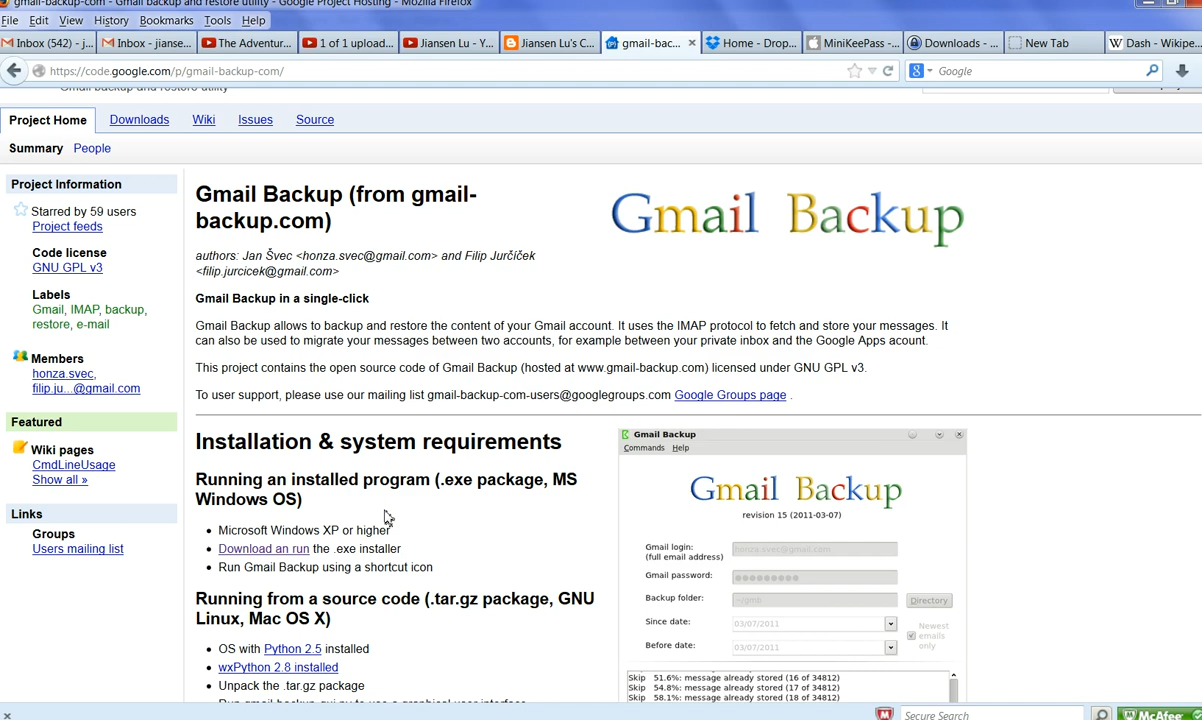 gmail-backup-com - Gmail backup and restore utility - Google Project Hosting - Mozilla Firefox
File Edit View History Bookmarks Tools Help
Inbox (542) - j... Inbox - jianse... The Adventur... 1 of 1 upload... Jiansen Lu - Y... Jiansen Lu's C... gmail-bac... Home - Drop... MiniKeePass -... Downloads - ... New Tab Dash - Wikipe...
https://code.google.com/p/gmail-backup-com/ Google
Gmail backup and restore utility
Project Home Downloads Wiki Issues Source
Summary People
Project Information
Starred by 59 users
Project feeds
Code license
GNU GPL v3
Labels
Gmail, IMAP, backup,
restore, e-mail
Members
honza.svec,
filip.ju...@gmail.com
Featured
Wiki pages
CmdLineUsage
Show all »
Links
Groups
Users mailing list
Gmail Backup (from gmail-
backup.com)
Gmail Backup
authors: Jan Švec <honza.svec@gmail.com> and Filip Jurčíček
<filip.jurcicek@gmail.com>
Gmail Backup in a single-click
Gmail Backup allows to backup and restore the content of your Gmail account. It uses the IMAP protocol to fetch and store your messages. It
can also be used to migrate your messages between two accounts, for example between your private inbox and the Google Apps acount.
This project contains the open source code of Gmail Backup (hosted at www.gmail-backup.com) licensed under GNU GPL v3.
To user support, please use our mailing list gmail-backup-com-users@googlegroups.com Google Groups page .
Installation & system requirements
Running an installed program (.exe package, MS
Windows OS)
• Microsoft Windows XP or higher
• Download an run the .exe installer
• Run Gmail Backup using a shortcut icon
Running from a source code (.tar.gz package, GNU
Linux, Mac OS X)
• OS with Python 2.5 installed
• wxPython 2.8 installed
• Unpack the .tar.gz package
Gmail Backup
Commands Help
Gmail Backup
revision 15 (2011-03-07)
Gmail login:
(full email address) honza.svec@gmail.com
Gmail password:
Backup folder: ~/gmb Directory
Since date: 03/07/2011
Before date: 03/07/2011
Newest
emails
only
Skip 51.6%: message already stored (16 of 34812)
Skip 54.8%: message already stored (17 of 34812)
Skip 58.1%: message already stored (18 of 34812)
Secure Search McAfee